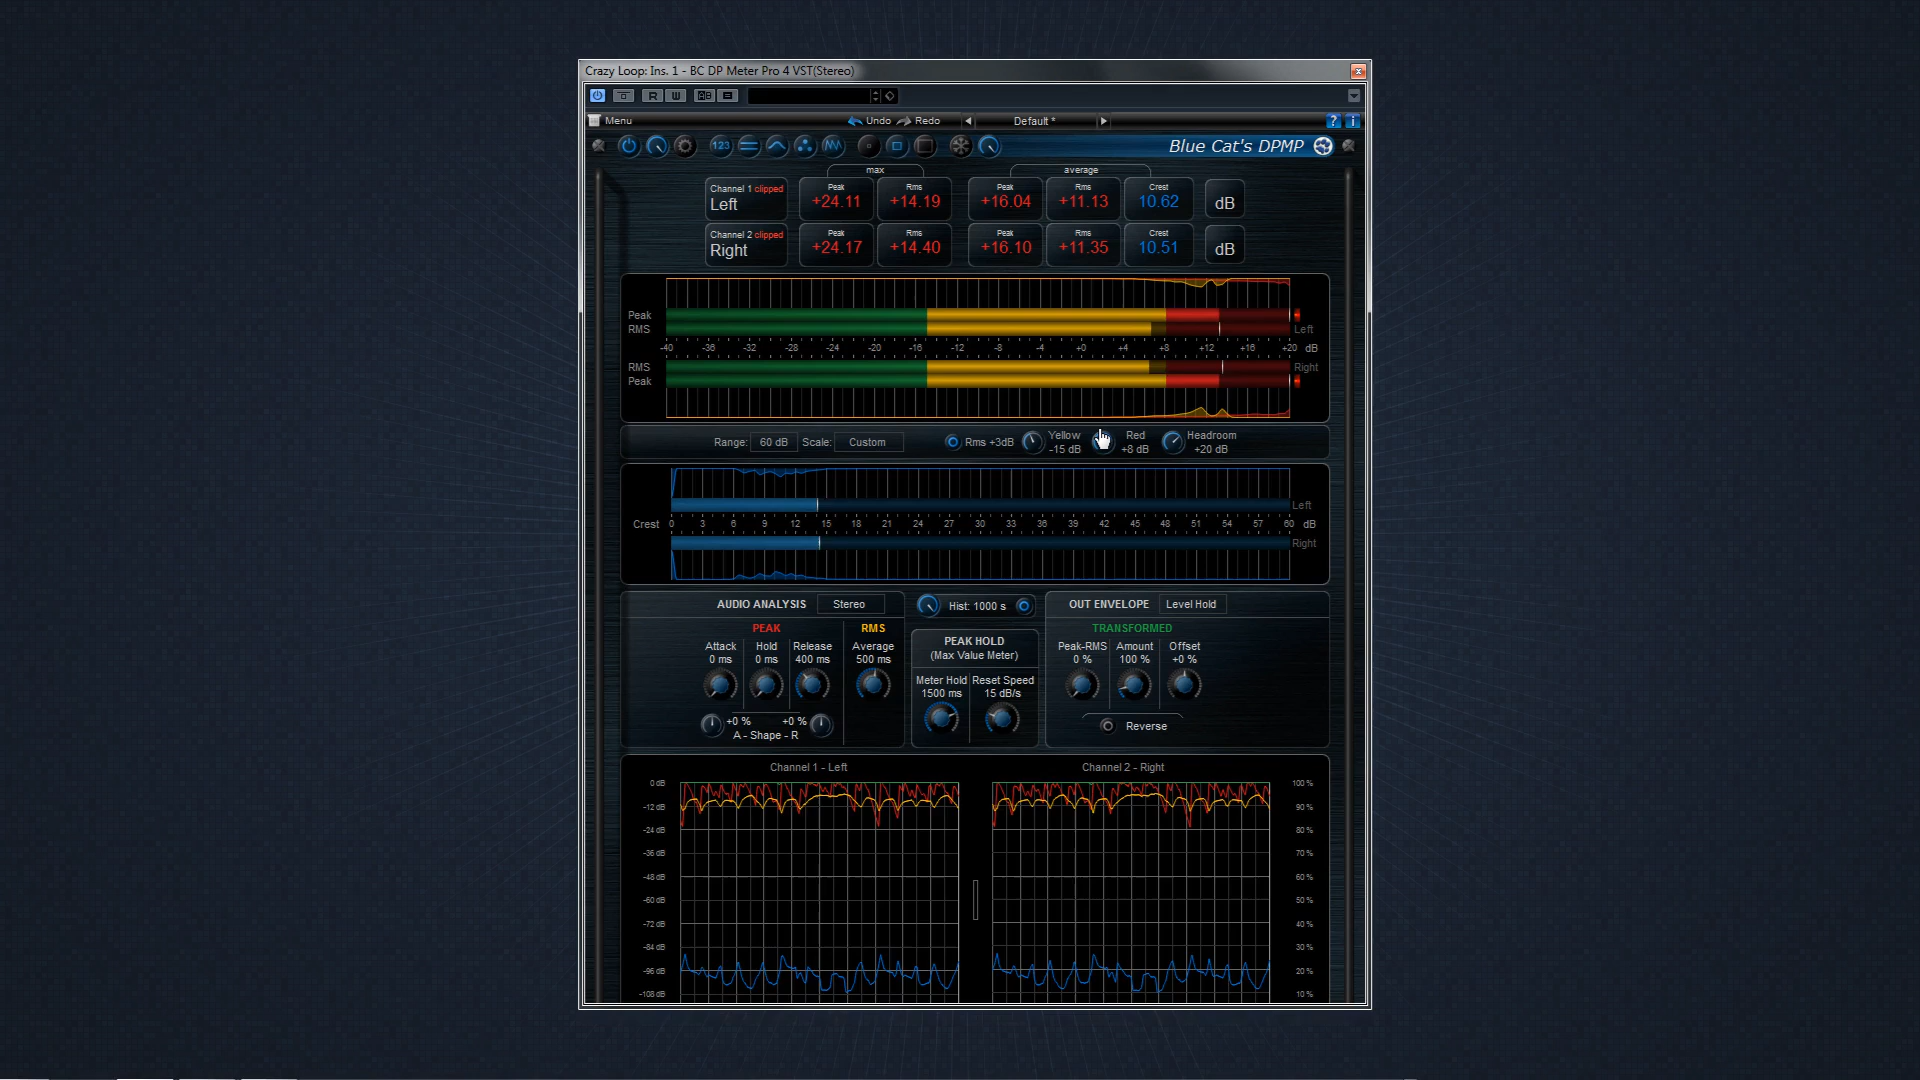 Crazy Loop: Ins. 1 - BC DP Meter Pro 4 VST(Stereo)
R W
Menu Undo Redo Default * ? i
123 Blue Cat's DPMP
max average
Channel 1 clipped Peak Rms Peak Rms Crest
Left +24.11 +14.19 +16.04 +11.13 10.62 dB
Channel 2 clipped Peak Rms Peak Rms Crest
Right +24.17 +14.40 +16.10 +11.35 10.51 dB
Peak
RMS Left
-40 -36 -32 -28 -24 -20 -16 -12 -8 -4 +0 +4 +8 +12 +16 +20 dB
RMS Right
Peak
Range: 60 dB Scale: Custom Rms +3dB Yellow -15 dB Red +8 dB Headroom +20 dB
Left
Crest 0 3 6 9 12 15 18 21 24 27 30 33 36 39 42 45 48 51 54 57 60 dB
Right
AUDIO ANALYSIS Stereo Hist: 1000 s OUT ENVELOPE Level Hold
PEAK RMS TRANSFORMED
PEAK HOLD
(Max Value Meter)
Attack Hold Release Average Peak-RMS Amount Offset
0 ms 0 ms 400 ms 500 ms 0 % 100 % +0 %
Meter Hold Reset Speed
1500 ms 15 dB/s
+0 % +0 %
A - Shape - R
Reverse
Channel 1 - Left Channel 2 - Right
0 dB 100 %
-12 dB 90 %
-24 dB 80 %
-36 dB 70 %
-48 dB 60 %
-60 dB 50 %
-72 dB 40 %
-84 dB 30 %
-96 dB 20 %
-108 dB 10 %